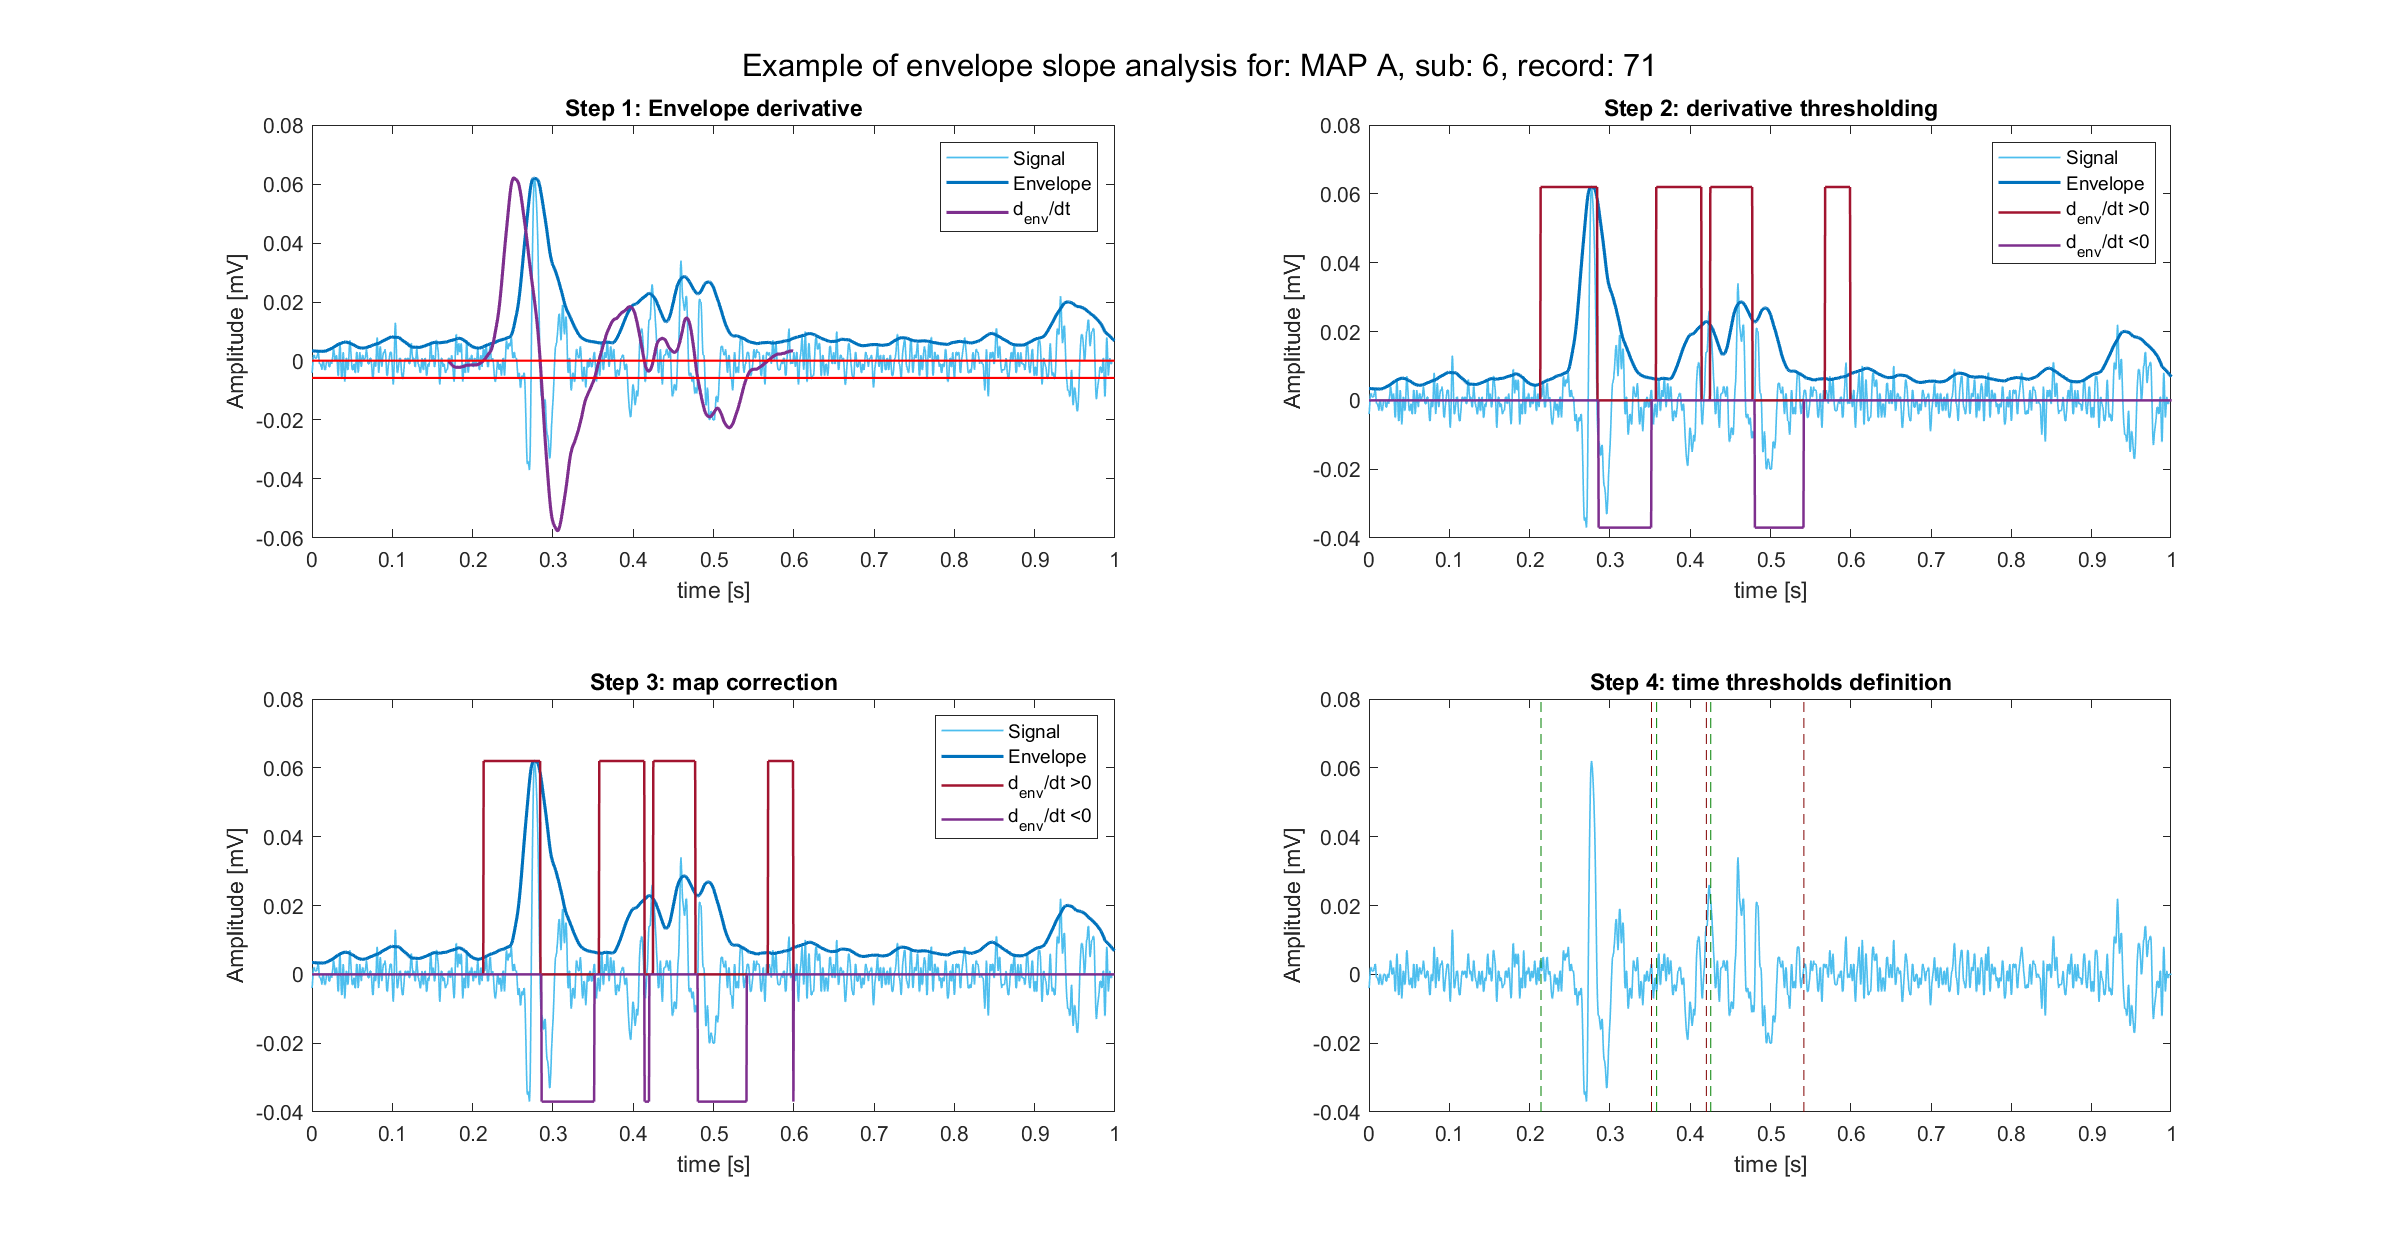 Example of envelope slope analysis for: MAP A, sub: 6, record: 71
Step 1: Envelope derivative
0.08
0.06
0.04
0.02
0
-0.02
-0.04
-0.06
Amplitude [mV]
0 0.1 0.2 0.3 0.4 0.5 0.6 0.7 0.8 0.9 1
time [s]
Signal
Envelope
d_env/dt
Step 2: derivative thresholding
0.08
0.06
0.04
0.02
0
-0.02
-0.04
Amplitude [mV]
0 0.1 0.2 0.3 0.4 0.5 0.6 0.7 0.8 0.9 1
time [s]
Signal
Envelope
d_env/dt >0
d_env/dt <0
Step 3: map correction
0.08
0.06
0.04
0.02
0
-0.02
-0.04
Amplitude [mV]
0 0.1 0.2 0.3 0.4 0.5 0.6 0.7 0.8 0.9 1
time [s]
Signal
Envelope
d_env/dt >0
d_env/dt <0
Step 4: time thresholds definition
0.08
0.06
0.04
0.02
0
-0.02
-0.04
Amplitude [mV]
0 0.1 0.2 0.3 0.4 0.5 0.6 0.7 0.8 0.9 1
time [s]